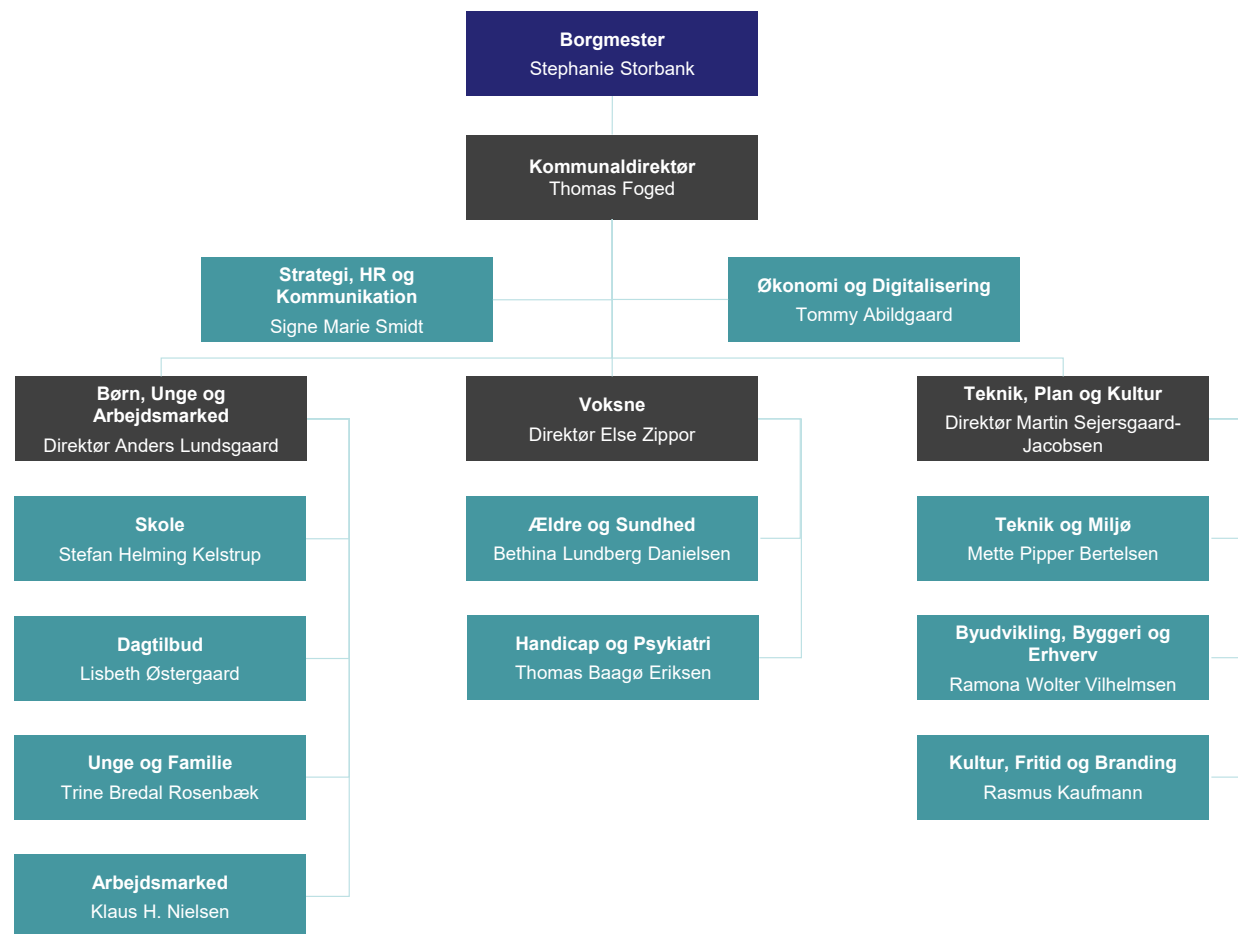 Borgmester
Stephanie Storbank
Kommunaldirektør
Thomas Foged
Strategi, HR og
Kommunikation
Signe Marie Smidt
Økonomi og Digitalisering
Tommy Abildgaard
Børn, Unge og
Arbejdsmarked
Direktør Anders Lundsgaard
Skole
Stefan Helming Kelstrup
Dagtilbud
Lisbeth Østergaard
Unge og Familie
Trine Bredal Rosenbæk
Arbejdsmarked
Klaus H. Nielsen
Voksne
Direktør Else Zippor
Ældre og Sundhed
Bethina Lundberg Danielsen
Handicap og Psykiatri
Thomas Baagø Eriksen
Teknik, Plan og Kultur
Direktør Martin Sejersgaard-
Jacobsen
Teknik og Miljø
Mette Pipper Bertelsen
Byudvikling, Byggeri og
Erhverv
Ramona Wolter Vilhelmsen
Kultur, Fritid og Branding
Rasmus Kaufmann